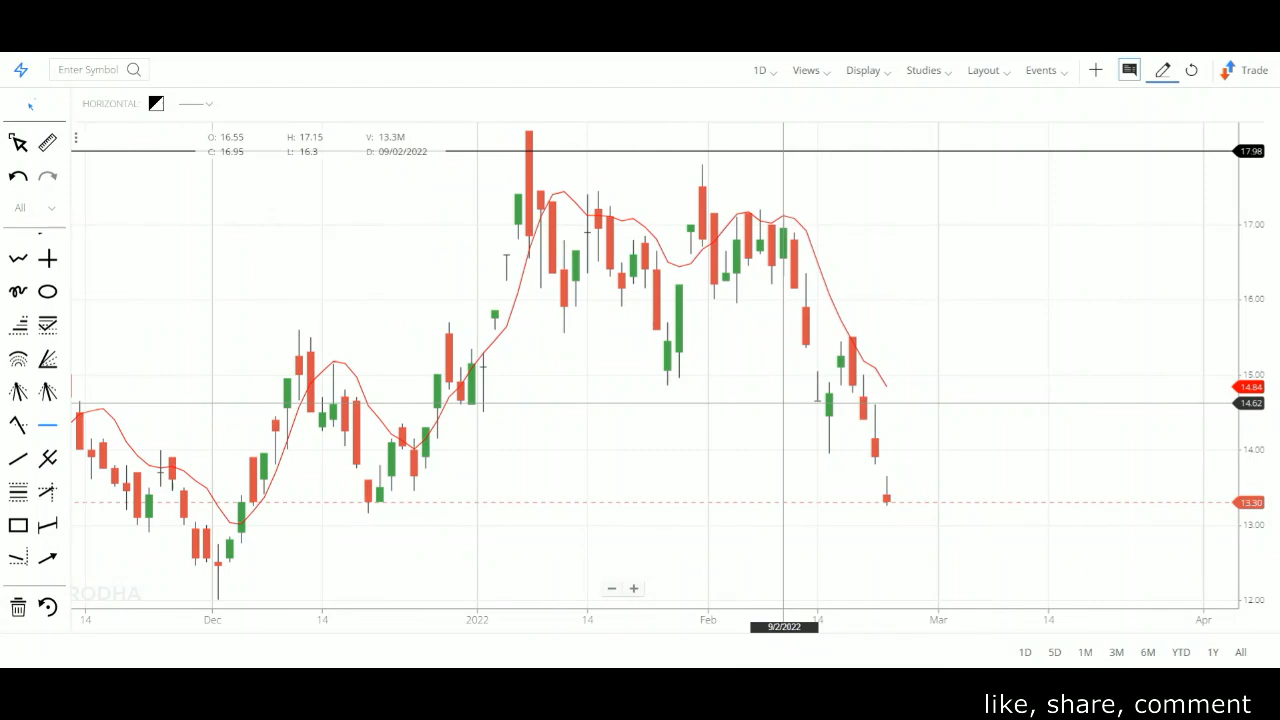 Enter Symbol
1D Views Display Studies Layout Events Trade
HORIZONTAL:
O: 16.55 H: 17.15 V: 13.3M
C: 16.95 L: 16.3 D: 09/02/2022
17.98
All
17.00
16.00
15.00
14.84
14.62
14.00
13.30
13.00
RODHA
12.00
14 Dec 14 2022 14 Feb 14 Mar 14 Apr
9/2/2022
1D 5D 1M 3M 6M YTD 1Y All
like, share, comment